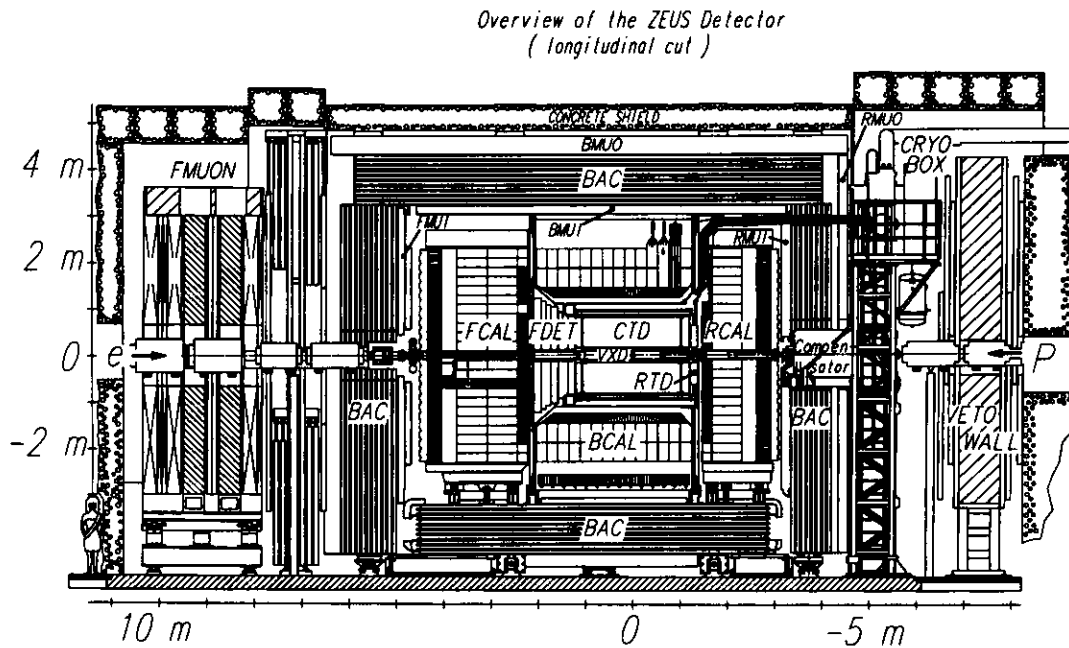 Overview of the ZEUS Detector
( longitudinal cut )
CONCRETE SHIELD
RMUO
BMUO
CRYO
BOX
4 m
FMUON
BAC
FMUT
BMUT
RMUT
2 m
FCAL
FDET
CTD
RCAL
0
e
VXD
Compen
sator
P
RTD
BAC
BAC
VETO
WALL
-2 m
BCAL
BAC
10 m
0
-5 m